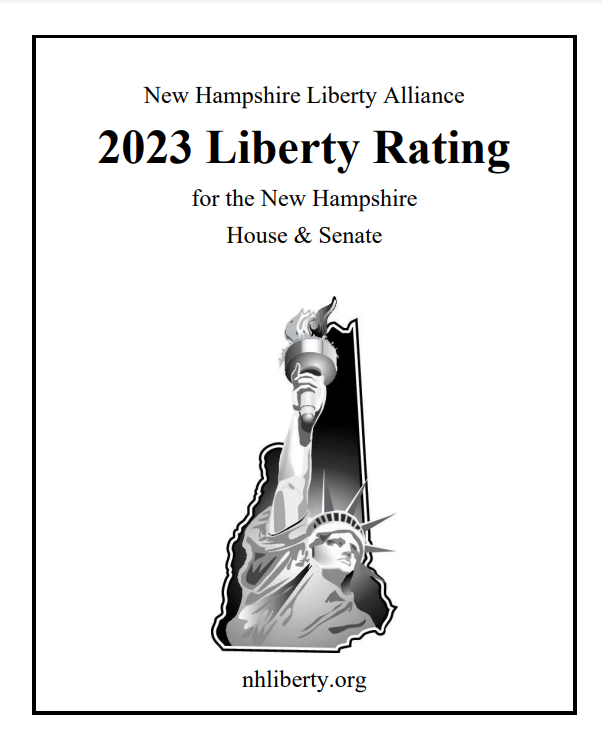 New Hampshire Liberty Alliance
2023 Liberty Rating
for the New Hampshire
House & Senate
nhliberty.org